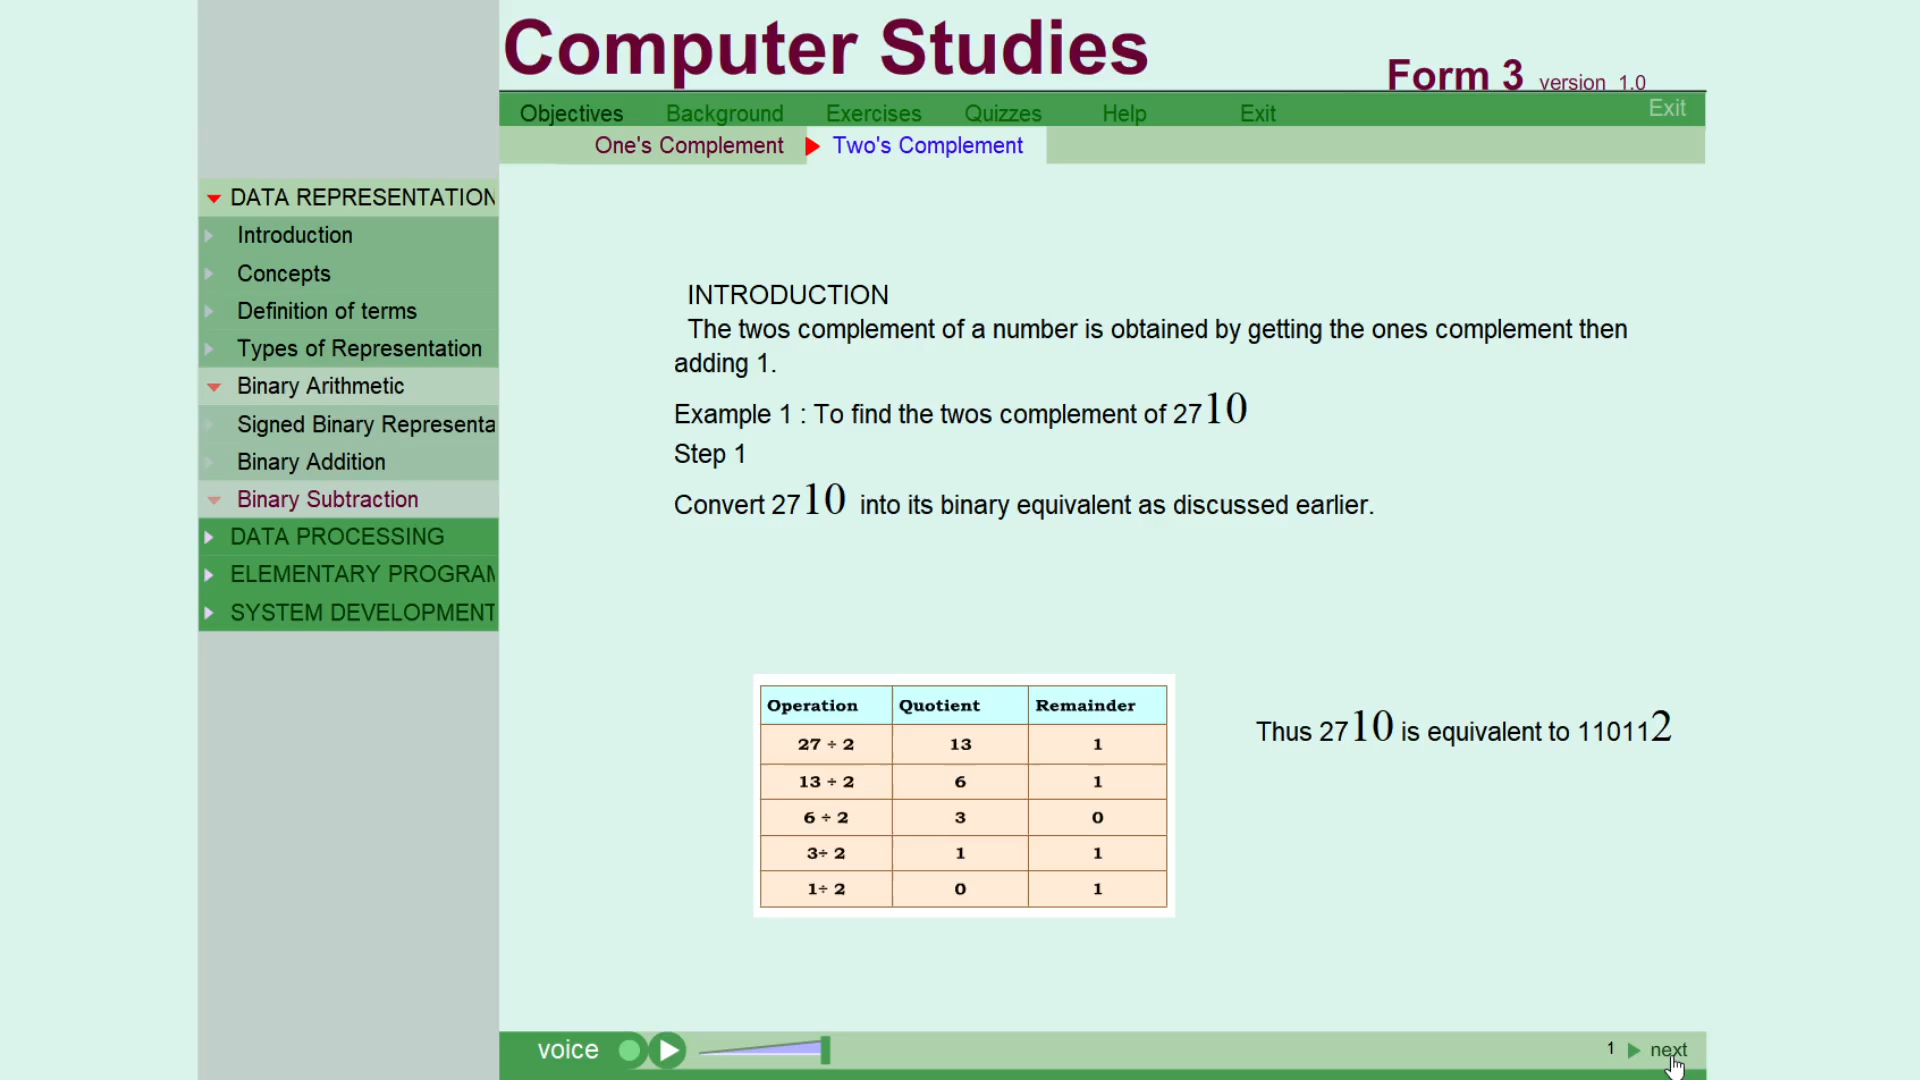 Computer Studies
Form 3 version 1.0
Objectives Background Exercises Quizzes Help Exit Exit
One's Complement Two's Complement
DATA REPRESENTATION
Introduction
Concepts
Definition of terms
Types of Representation
Binary Arithmetic
Signed Binary Representa
Binary Addition
Binary Subtraction
DATA PROCESSING
ELEMENTARY PROGRAM
SYSTEM DEVELOPMENT
INTRODUCTION
The twos complement of a number is obtained by getting the ones complement then
adding 1.
Example 1 : To find the twos complement of 2710
Step 1
Convert 2710 into its binary equivalent as discussed earlier.
Operation Quotient Remainder
27 ÷ 2 13 1
13 ÷ 2 6 1
6 ÷ 2 3 0
3÷ 2 1 1
1÷ 2 0 1
Thus 2710 is equivalent to 110112
voice
1 next